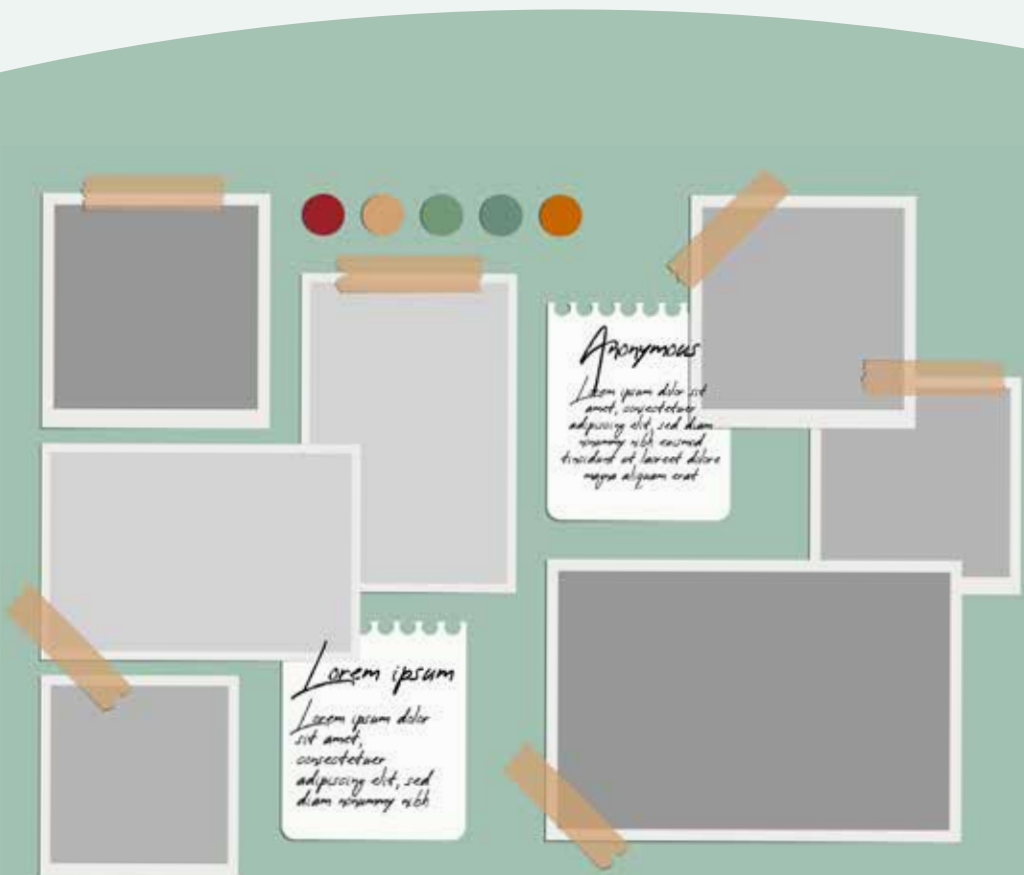 Anonymous
Lorem ipsum dolor sit
amet, consectetuer
adipiscing elit, sed diam
nonummy nibh euismod
tincidunt ut laoreet dolore
magna aliquam erat
Lorem ipsum
Lorem ipsum dolor
sit amet,
consectetuer
adipiscing elit, sed
diam nonummy nibh